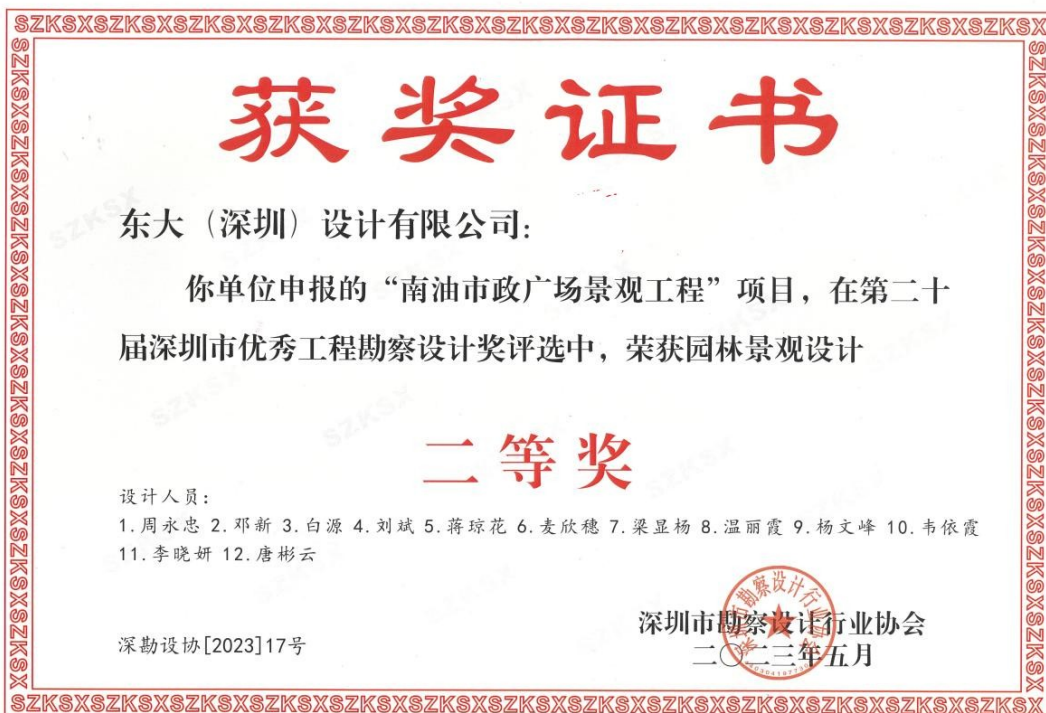 SZKSXSZKSXSZKSXSZKSXSZKSXSZKSXSZKSXSZKSXSZKSXSZKSXSZKSXSZKSX
获奖证书
东大（深圳）设计有限公司：
你单位申报的“南油市政广场景观工程”项目，在第二十
届深圳市优秀工程勘察设计奖评选中，荣获园林景观设计
二等奖
设计人员：
1.周永忠 2.邓新 3.白源 4.刘斌 5.蒋琼花 6.麦欣穗 7.梁显杨 8.温丽霞 9.杨文峰 10.韦依霞
11.李晓妍 12.唐彬云
深圳市勘察设计行业协会
深勘设协[2023]17号
二〇二三年五月